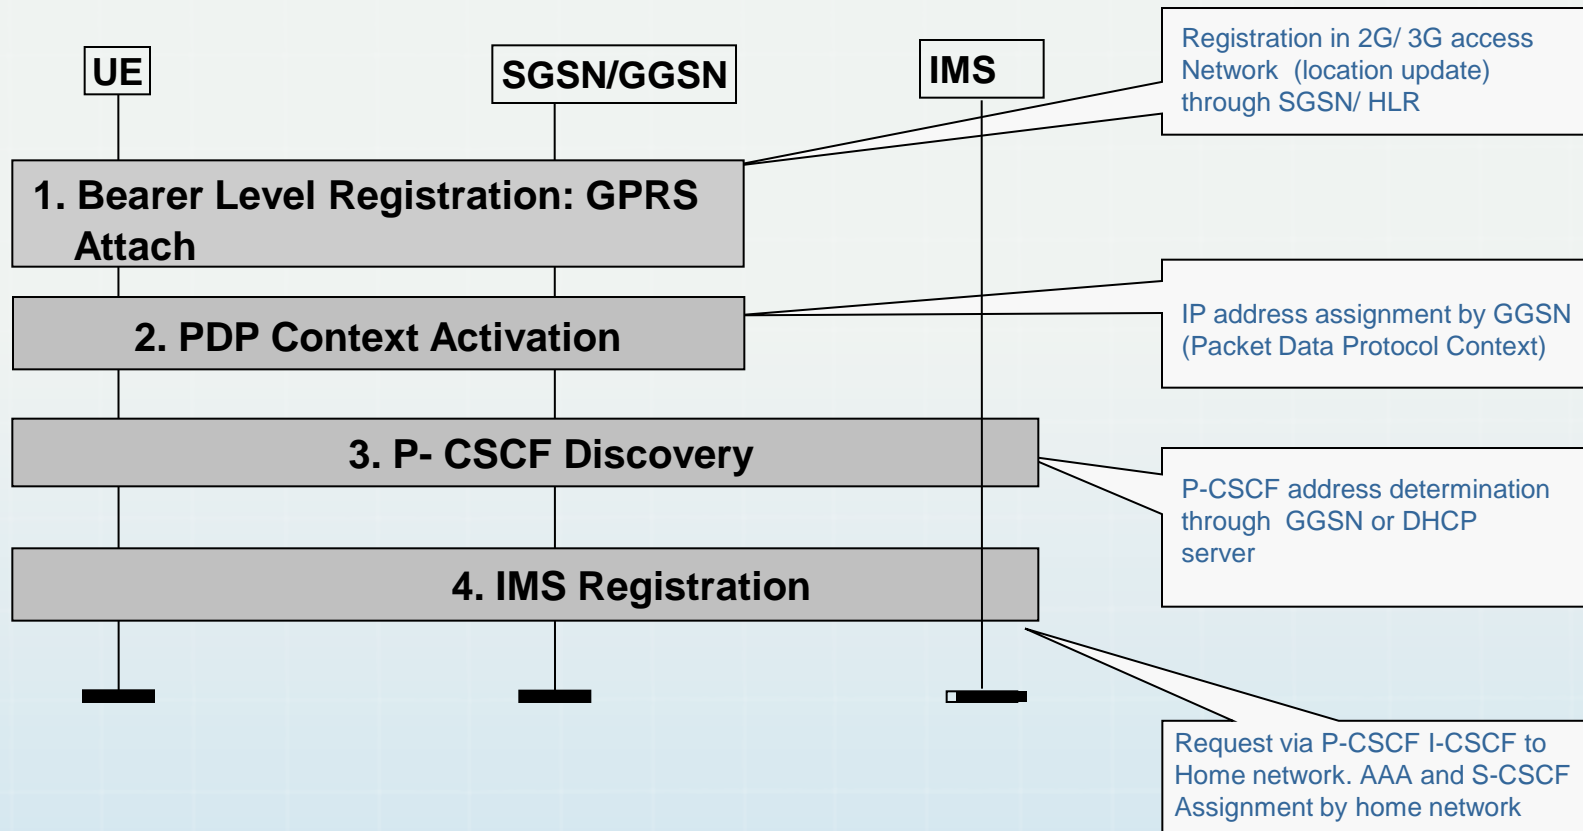 UE
SGSN/GGSN
IMS
Registration in 2G/ 3G access
Network (location update)
through SGSN/ HLR
1. Bearer Level Registration: GPRS
Attach
IP address assignment by GGSN
(Packet Data Protocol Context)
2. PDP Context Activation
3. P- CSCF Discovery
P-CSCF address determination
through GGSN or DHCP
server
4. IMS Registration
Request via P-CSCF I-CSCF to
Home network. AAA and S-CSCF
Assignment by home network